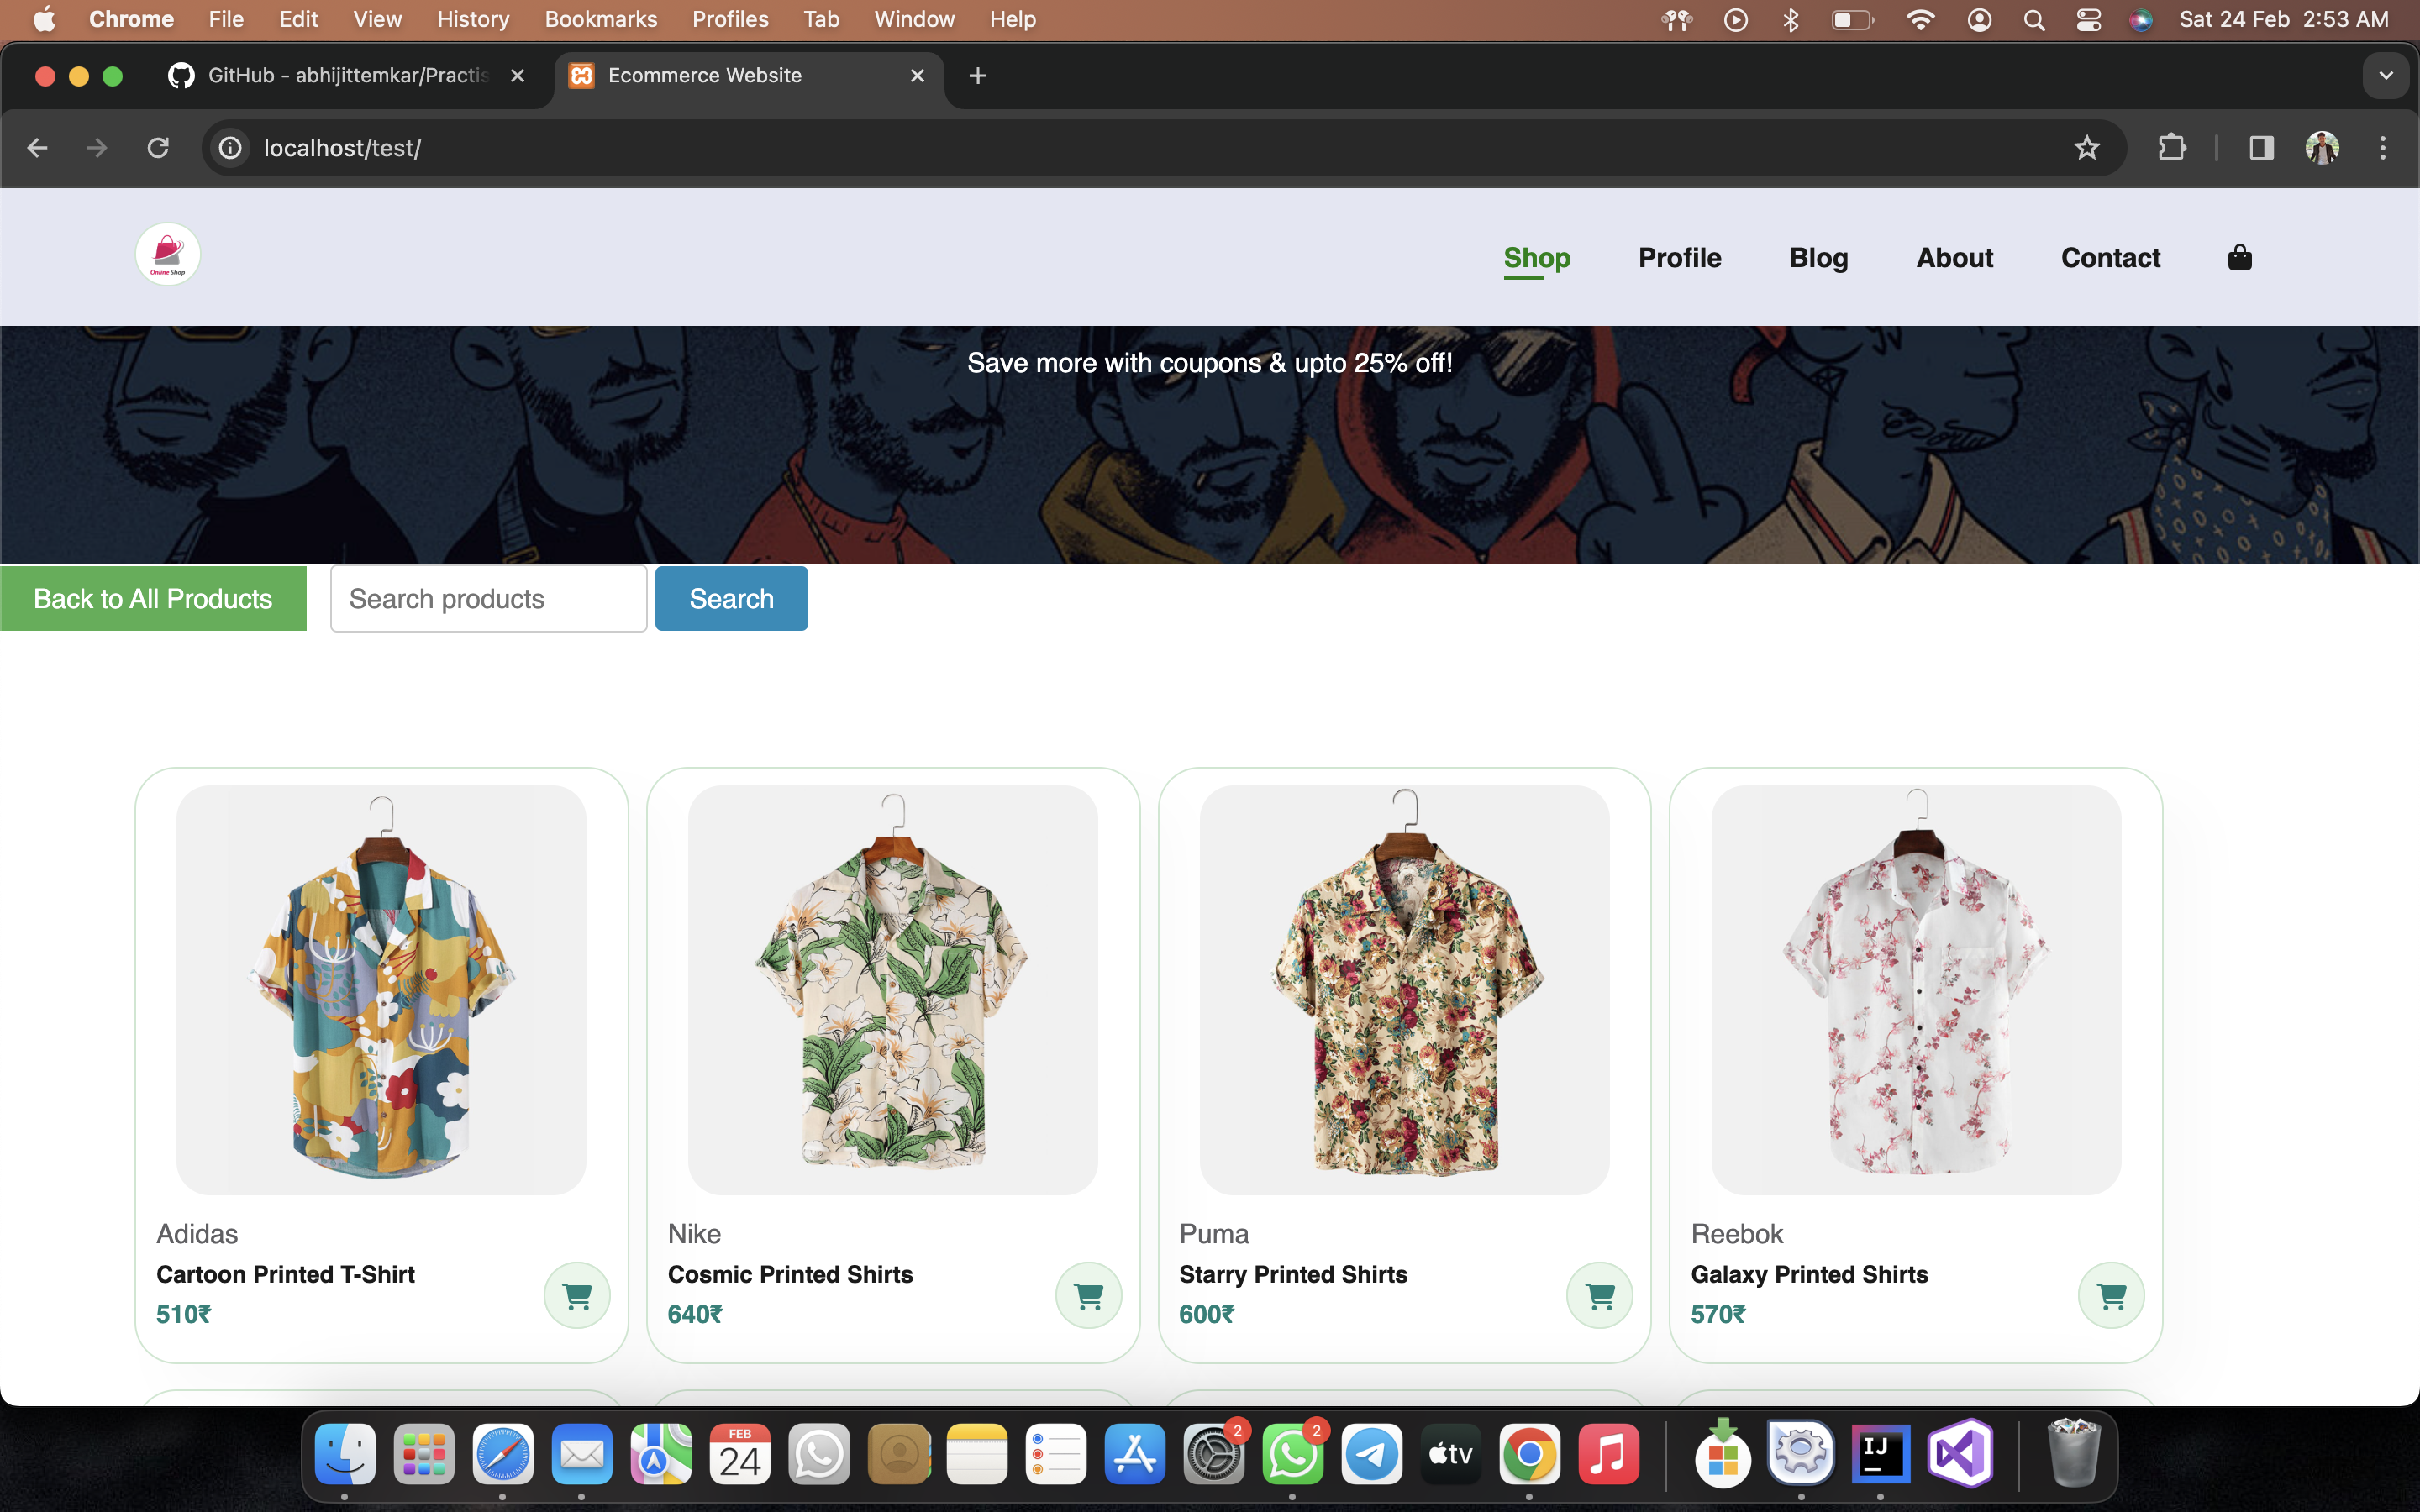 Chrome File Edit View History Bookmarks Profiles Tab Window Help Sat 24 Feb 2:53 AM
GitHub - abhijittemkar/Practis Ecommerce Website
localhost/test/
Online Shop
Shop Profile Blog About Contact
Save more with coupons & upto 25% off!
Back to All Products Search products Search
Adidas
Cartoon Printed T-Shirt
510₹
Nike
Cosmic Printed Shirts
640₹
Puma
Starry Printed Shirts
600₹
Reebok
Galaxy Printed Shirts
570₹
FEB
24
2
2
tv
IJ